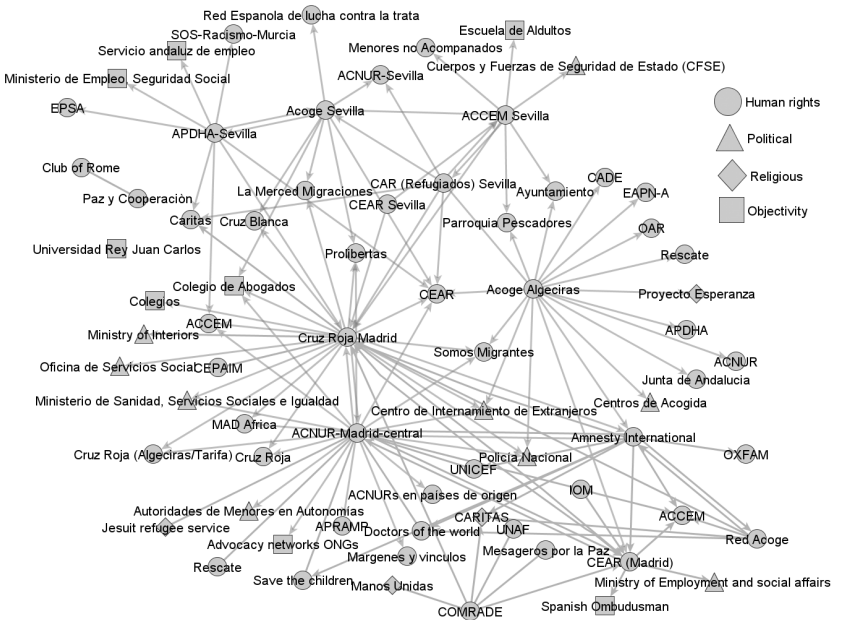 Red Espanola de lucha contra la trata
SOS-Racismo-Murcia
Escuela de Aldultos
Servicio andaluz de empleo
Menores no Acompanados
Cuerpos y Fuerzas de Seguridad de Estado (CFSE)
Ministerio de Empleo, Seguridad Social
ACNUR-Sevilla
Human rights
EPSA
Acoge Sevilla
ACCEM Sevilla
APDHA-Sevilla
Political
Club of Rome
CADE
Religious
La Merced Migraciones
CAR (Refugiados) Sevilla
Ayuntamiento
EAPN-A
Paz y Cooperaciòn
CEAR Sevilla
Objectivity
Caritas
Cruz Blanca
Parroquia Pescadores
OAR
Universidad Rey Juan Carlos
Prolibertas
Rescate
Colegio de Abogados
CEAR
Acoge Algeciras
Proyecto Esperanza
Colegios
ACCEM
Ministry of Interiors
Cruz Roja Madrid
APDHA
Somos Migrantes
Oficina de Servicios Social
CEPAIM
ACNUR
Junta de Andalucia
Ministerio de Sanidad, Servicios Sociales e Igualdad
Centro de Internamiento de Extranjeros
Centros de Acogida
MAD Africa
ACNUR-Madrid-central
Amnesty International
Cruz Roja (Algeciras/Tarifa)
Cruz Roja
Policia Nacional
OXFAM
UNICEF
ACNURs en países de origen
IOM
Autoridades de Menores en Autonomias
CARITAS
ACCEM
Jesuit refugee service
APRAMP
Doctors of the world
UNAF
Red Acoge
Advocacy networks ONGs
Margenes y vinculos
Mesageros por la Paz
CEAR (Madrid)
Rescate
Save the children
Manos Unidas
Ministry of Employment and social affairs
COMRADE
Spanish Ombudusman